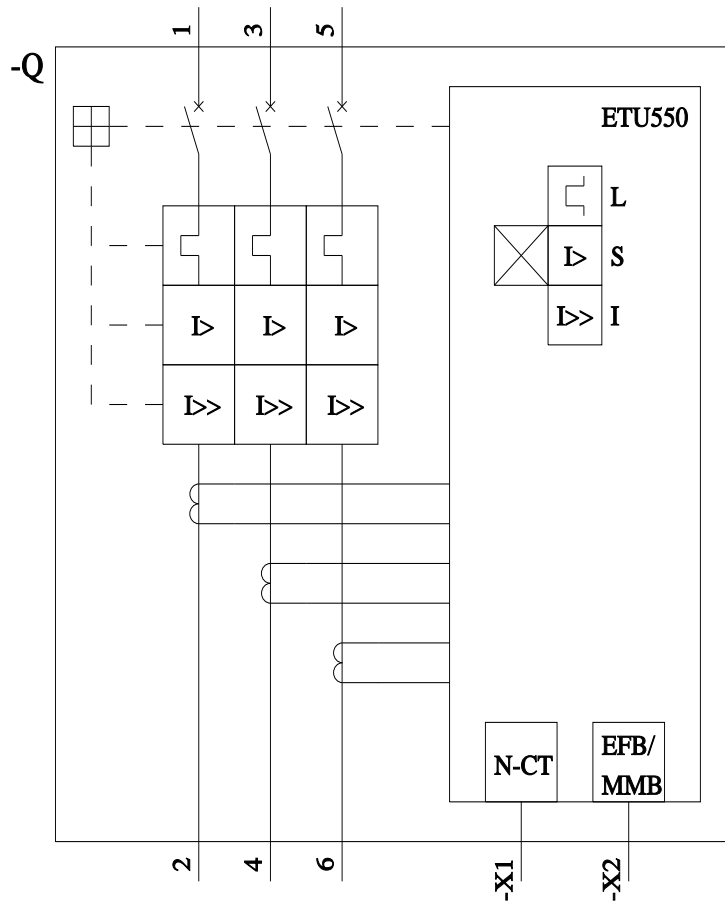 1 3 5
-Q
ETU550
L
I> S
I>> I
I> I> I>
I>> I>> I>>
N-CT
EFB/
MMB
2 4 6 -X1 -X2